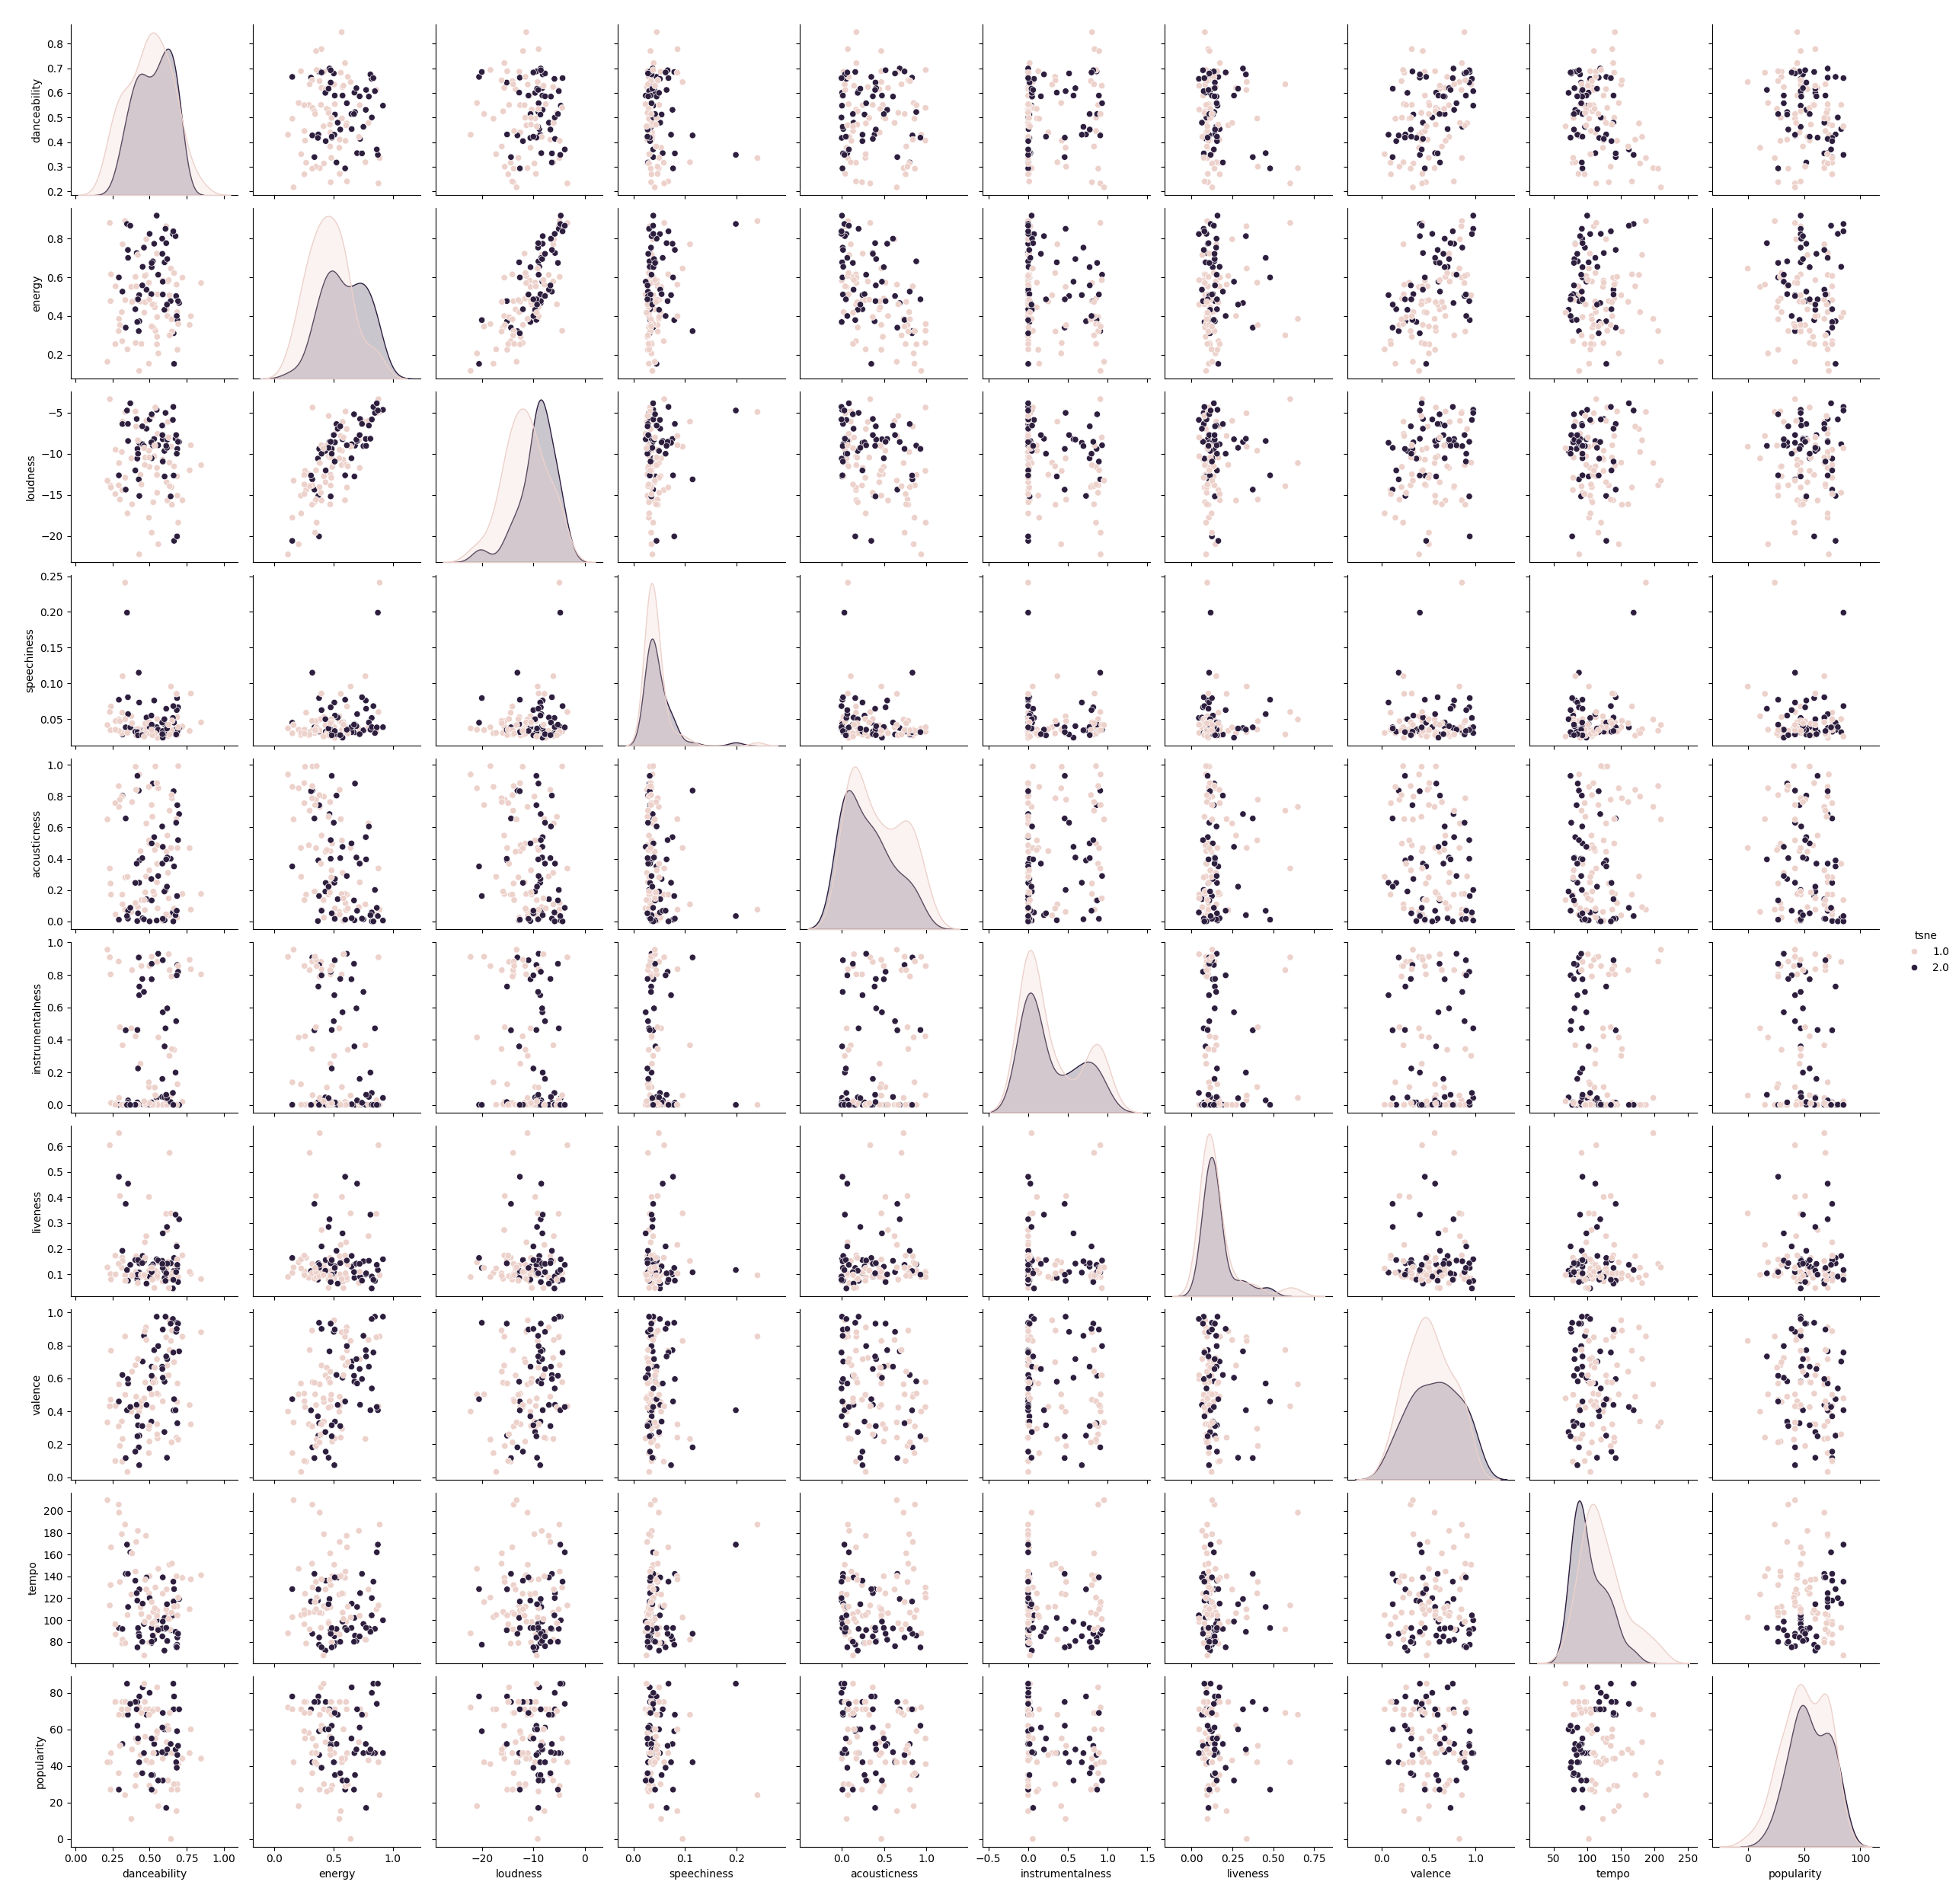 0.8
0.7
0.6
0.5
0.4
0.3
0.2
danceability
0.8
0.6
0.4
0.2
energy
−5
−10
−15
−20
loudness
0.25
0.20
0.15
0.10
0.05
speechiness
1.0
0.8
0.6
0.4
0.2
0.0
acousticness
1.0
0.8
0.6
0.4
0.2
0.0
instrumentalness
tsne
1.0
2.0
0.6
0.5
0.4
0.3
0.2
0.1
liveness
1.0
0.8
0.6
0.4
0.2
0.0
valence
200
180
160
140
120
100
80
tempo
80
60
40
20
0
popularity
0.00 0.25 0.50 0.75 1.00
danceability
0.0 0.5 1.0
energy
−20 −10 0
loudness
0.0 0.1 0.2
speechiness
0.0 0.5 1.0
acousticness
−0.5 0.0 0.5 1.0 1.5
instrumentalness
0.00 0.25 0.50 0.75
liveness
0.0 0.5 1.0
valence
50 100 150 200 250
tempo
0 50 100
popularity